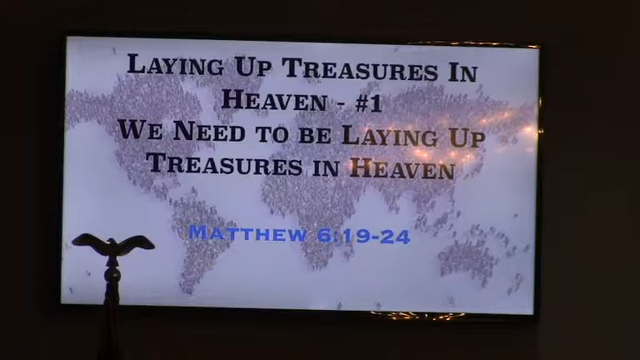 Laying Up Treasures In
Heaven - #1
We Need to be Laying Up
Treasures in Heaven
Matthew 6:19-24